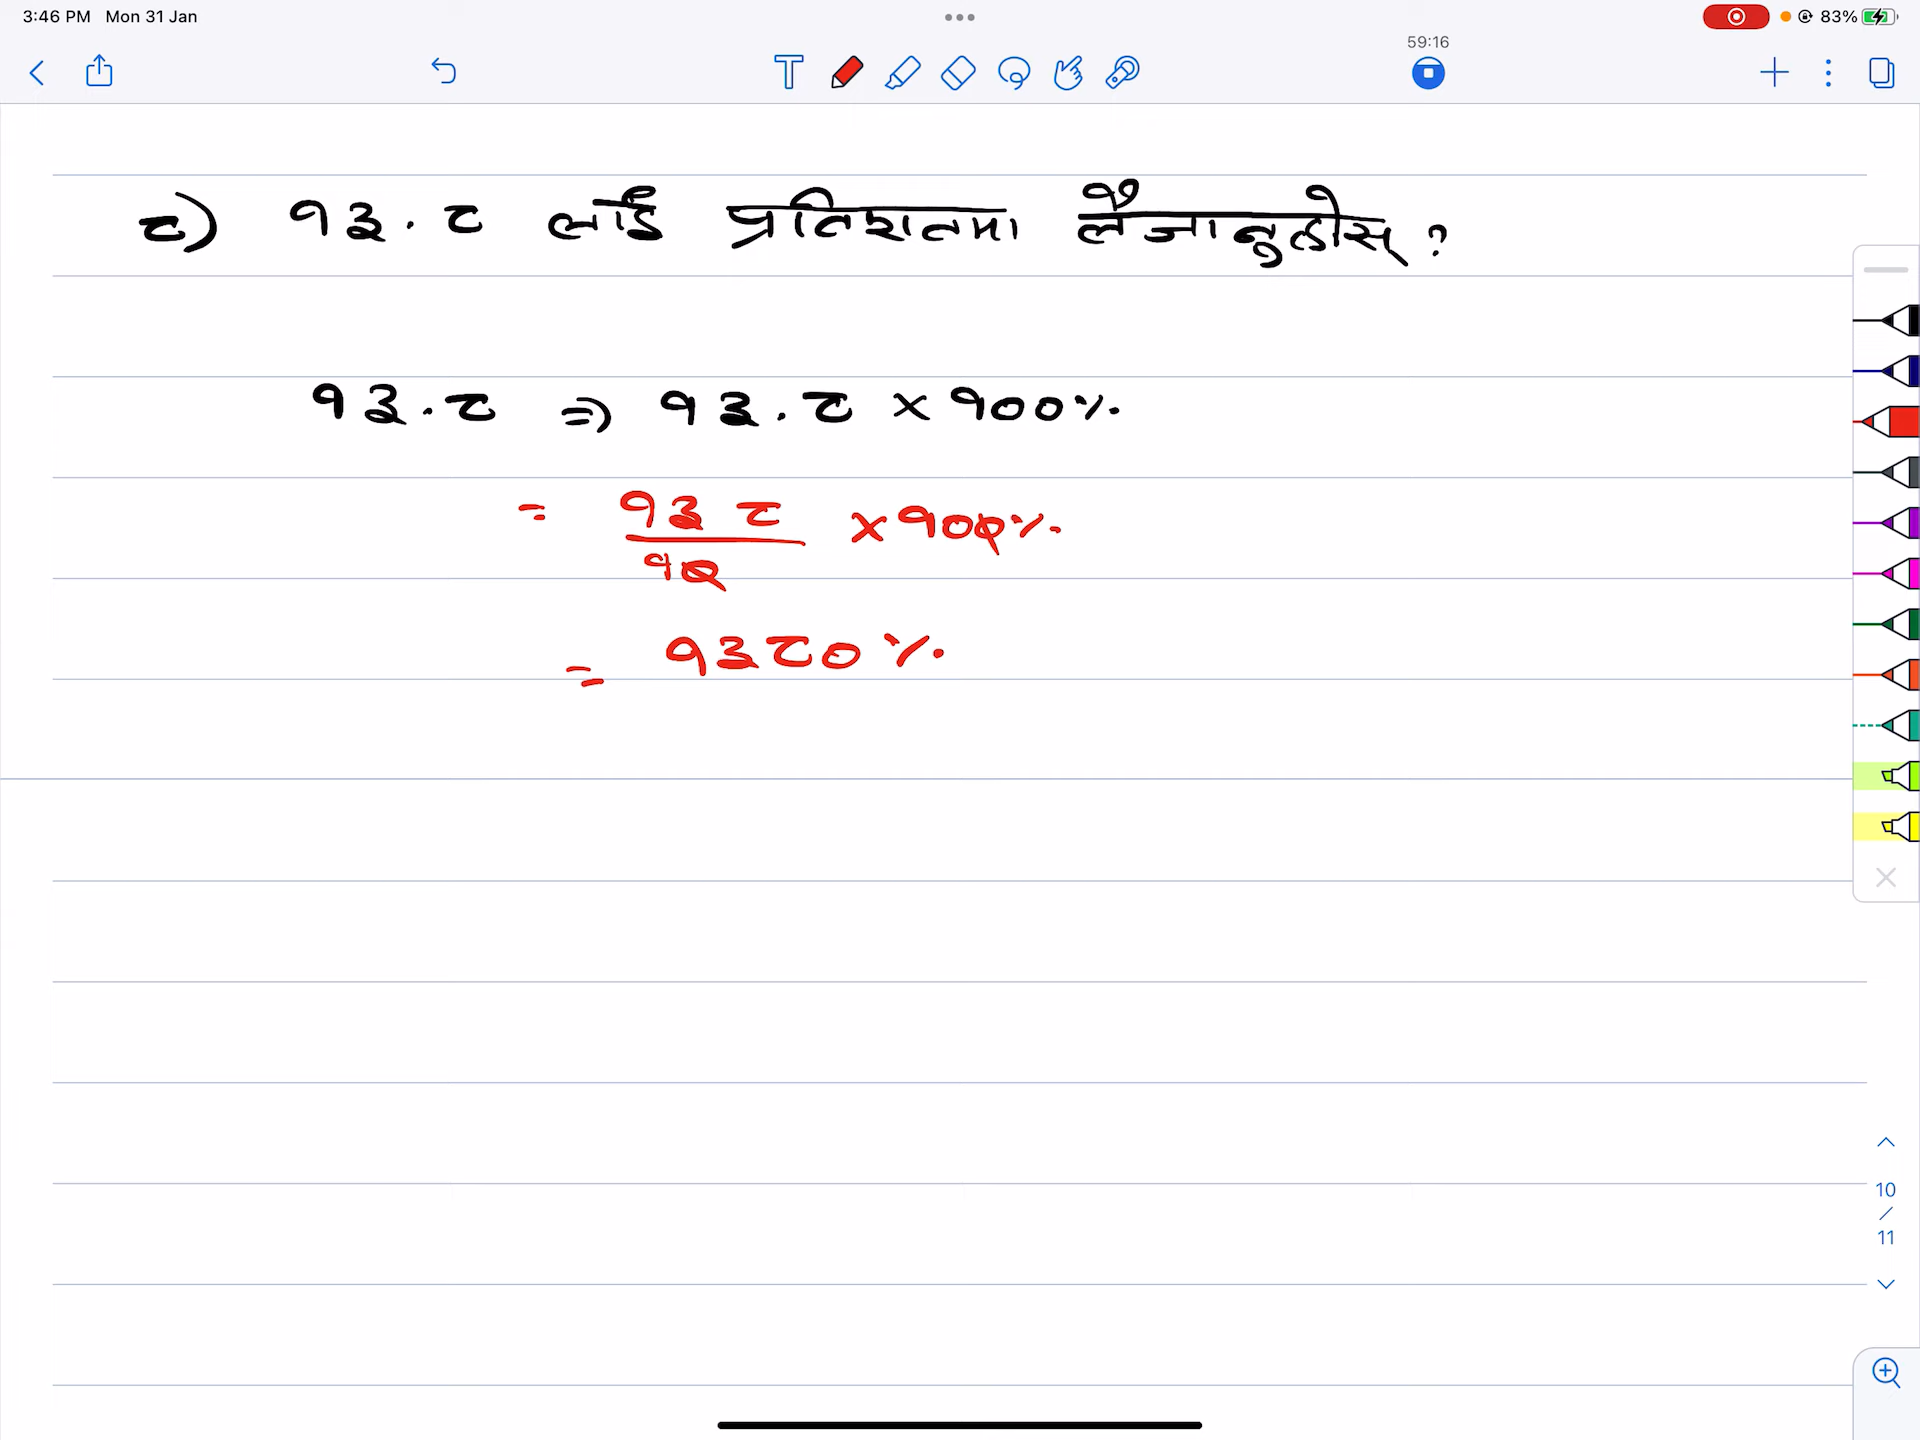 3:46 PM Mon 31 Jan
83%
59:16
८) १३.८ लाई प्रतिशतमा लैजानुहोस् ?
१३.८ ⇒ १३.८ × १००%
= १३८/१० × १००%
= १३८०%
10
/
11